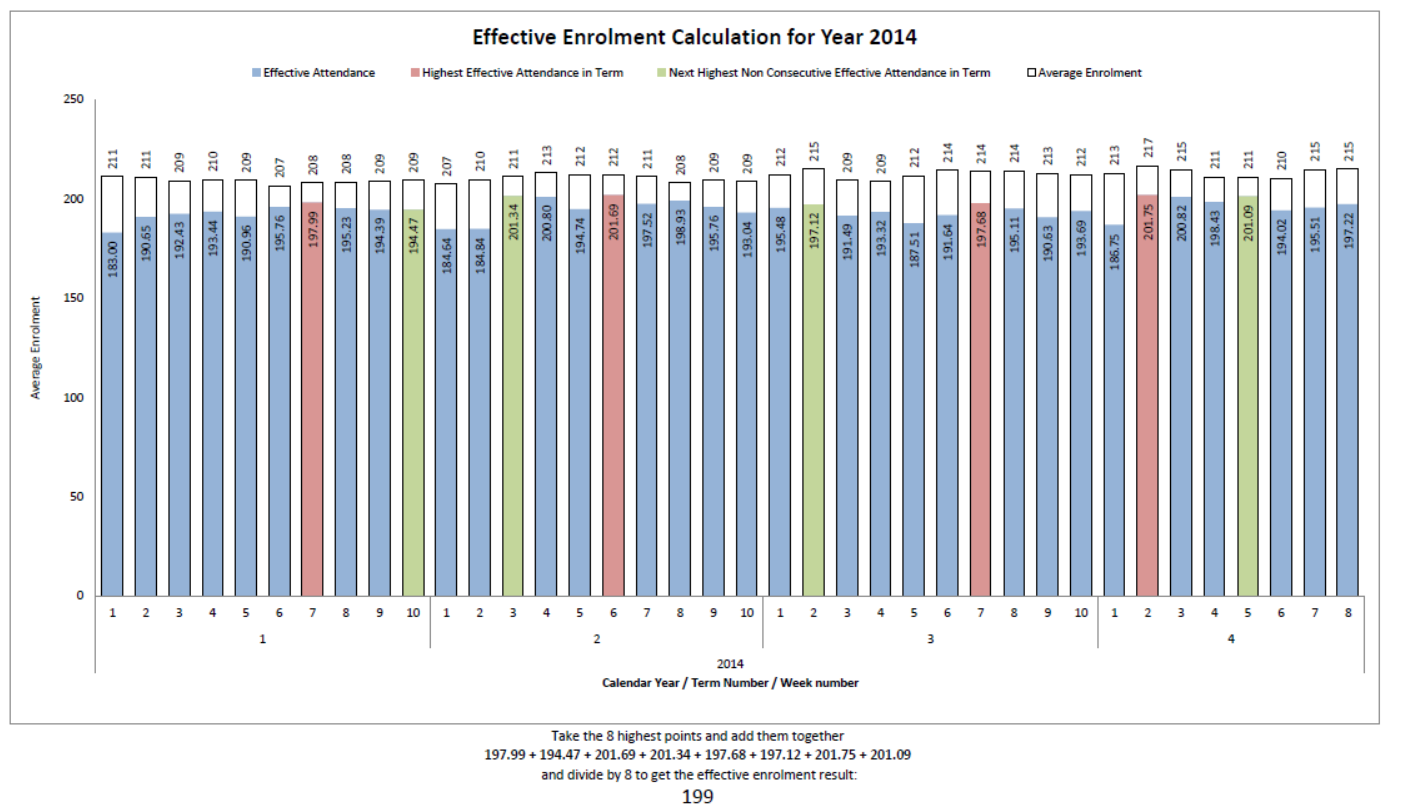 Effective Enrolment Calculation for Year 2014
Effective Attendance Highest Effective Attendance in Term Next Highest Non Consecutive Effective Attendance in Term Average Enrolment
250
200
150
100
50
0
Average Enrolment
211 211 209 210 209 207 208 208 209 209 207 210 211 213 212 212 211 208 209 209 212 215 209 209 212 214 214 214 213 212 213 217 215 211 211 210 215 215
183.00 190.65 192.43 193.44 190.96 195.76 197.99 195.23 194.39 194.47 184.64 184.84 201.34 200.80 194.74 201.69 197.52 198.93 195.76 193.04 195.48 197.12 191.49 193.32 187.51 191.64 197.68 195.11 190.63 193.69 186.75 201.75 200.82 198.43 201.09 194.02 195.51 197.22
1 2 3 4 5 6 7 8 9 10 1 2 3 4 5 6 7 8 9 10 1 2 3 4 5 6 7 8 9 10 1 2 3 4 5 6 7 8
1 2 3 4
2014
Calendar Year / Term Number / Week number
Take the 8 highest points and add them together
197.99 + 194.47 + 201.69 + 201.34 + 197.68 + 197.12 + 201.75 + 201.09
and divide by 8 to get the effective enrolment result:
199